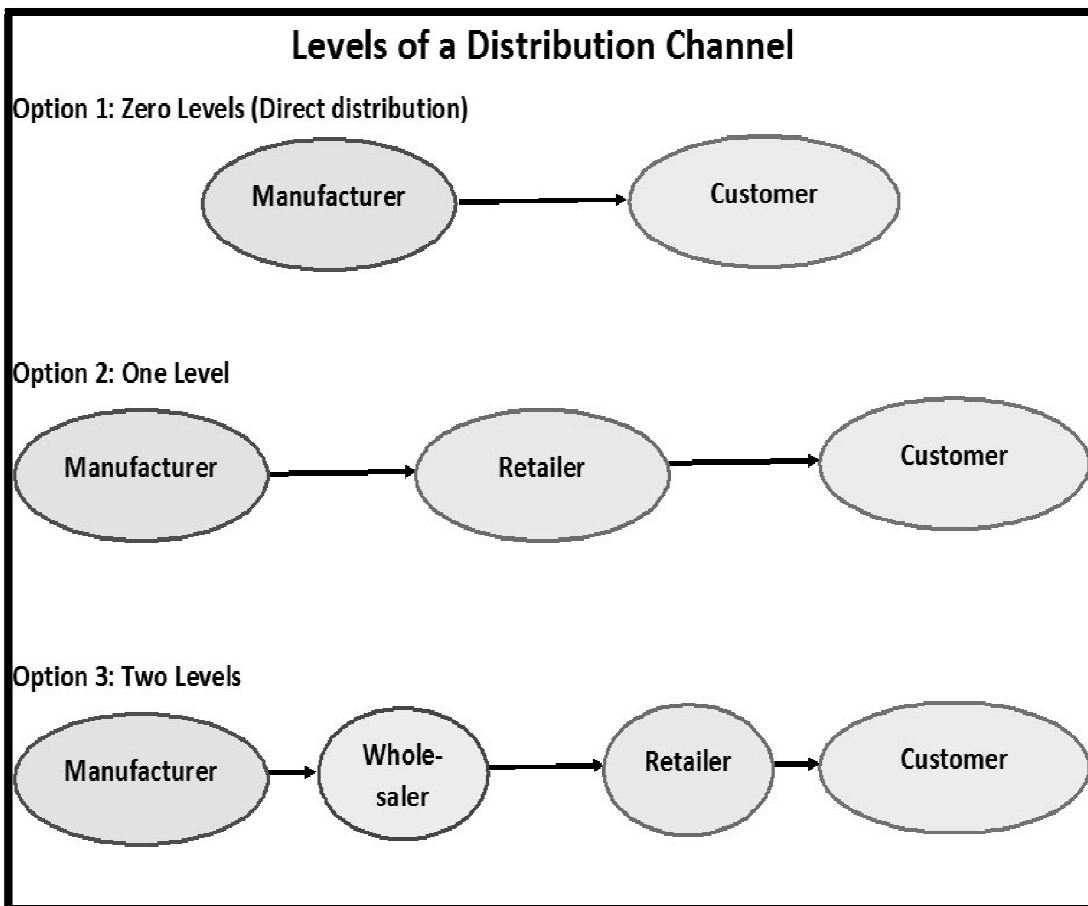 Levels of a Distribution Channel
Option 1: Zero Levels (Direct distribution)
Manufacturer
Customer
Option 2: One Level
Manufacturer
Retailer
Customer
Option 3: Two Levels
Manufacturer
Whole-
saler
Retailer
Customer